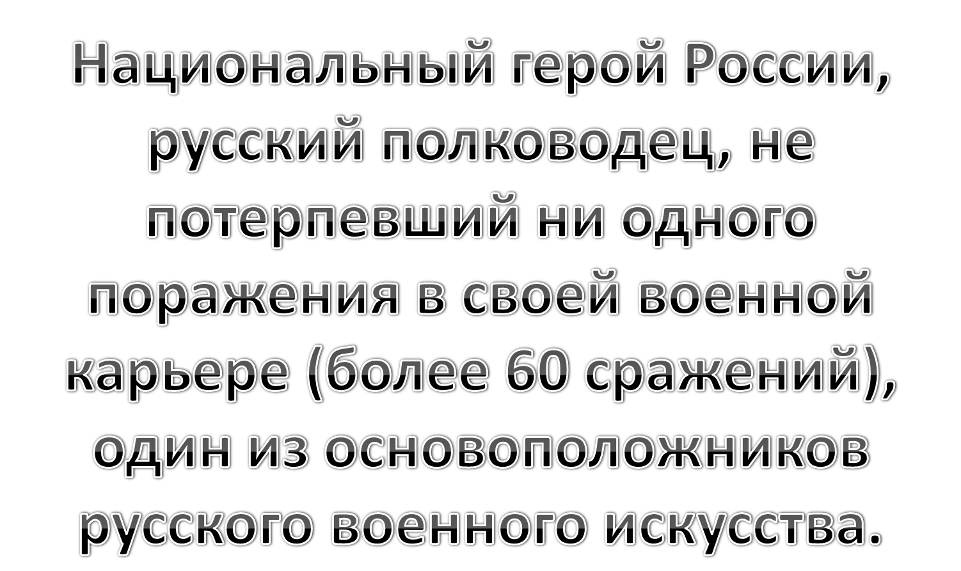 Национальный герой России,
русский полководец, не
потерпевший ни одного
поражения в своей военной
карьере (более 60 сражений),
один из основоположников
русского военного искусства.